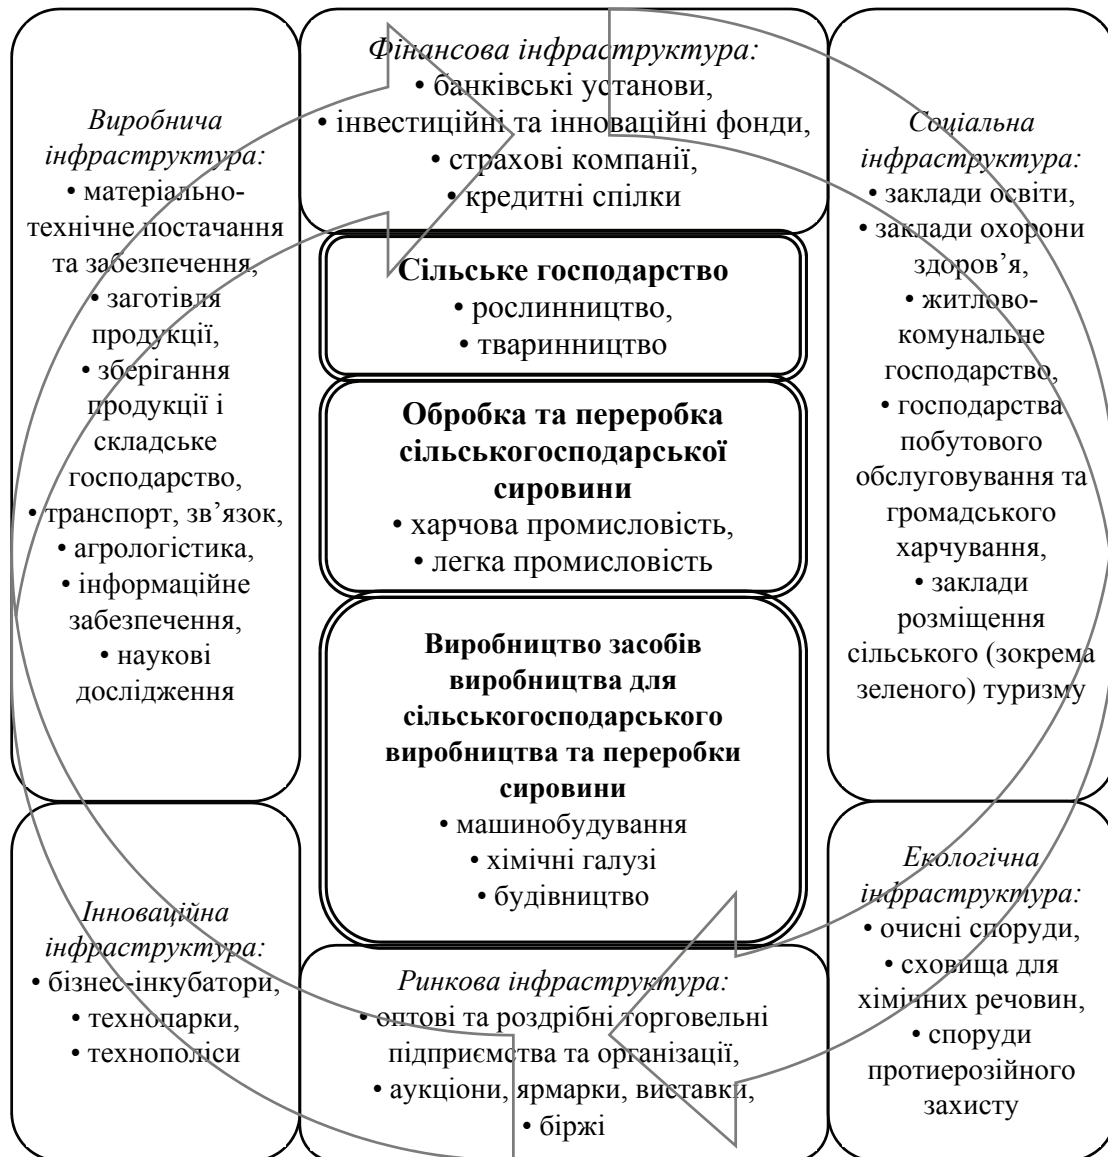 Фінансова інфраструктура:
• банківські установи,
• інвестиційні та інноваційні фонди,
• страхові компанії,
• кредитні спілки
Виробнича
інфраструктура:
• матеріально-
технічне постачання
та забезпечення,
• заготівля
продукції,
• зберігання
продукції і
складське
господарство,
• транспорт, зв’язок,
• агрологістика,
• інформаційне
забезпечення,
• наукові
дослідження
Сільське господарство
• рослинництво,
• тваринництво
Обробка та переробка
сільськогосподарської
сировини
• харчова промисловість,
• легка промисловість
Виробництво засобів
виробництва для
сільськогосподарського
виробництва та переробки
сировини
• машинобудування
• хімічні галузі
• будівництво
Соціальна
інфраструктура:
• заклади освіти,
• заклади охорони
здоров’я,
• житлово-
комунальне
господарство,
• господарства
побутового
обслуговування та
громадського
харчування,
• заклади
розміщення
сільського (зокрема
зеленого) туризму
Інноваційна
інфраструктура:
• бізнес-інкубатори,
• технопарки,
• технополіси
Ринкова інфраструктура:
• оптові та роздрібні торговельні
підприємства та організації,
• аукціони, ярмарки, виставки,
• біржі
Екологічна
інфраструктура:
• очисні споруди,
• сховища для
хімічних речовин,
• споруди
протиерозійного
захисту